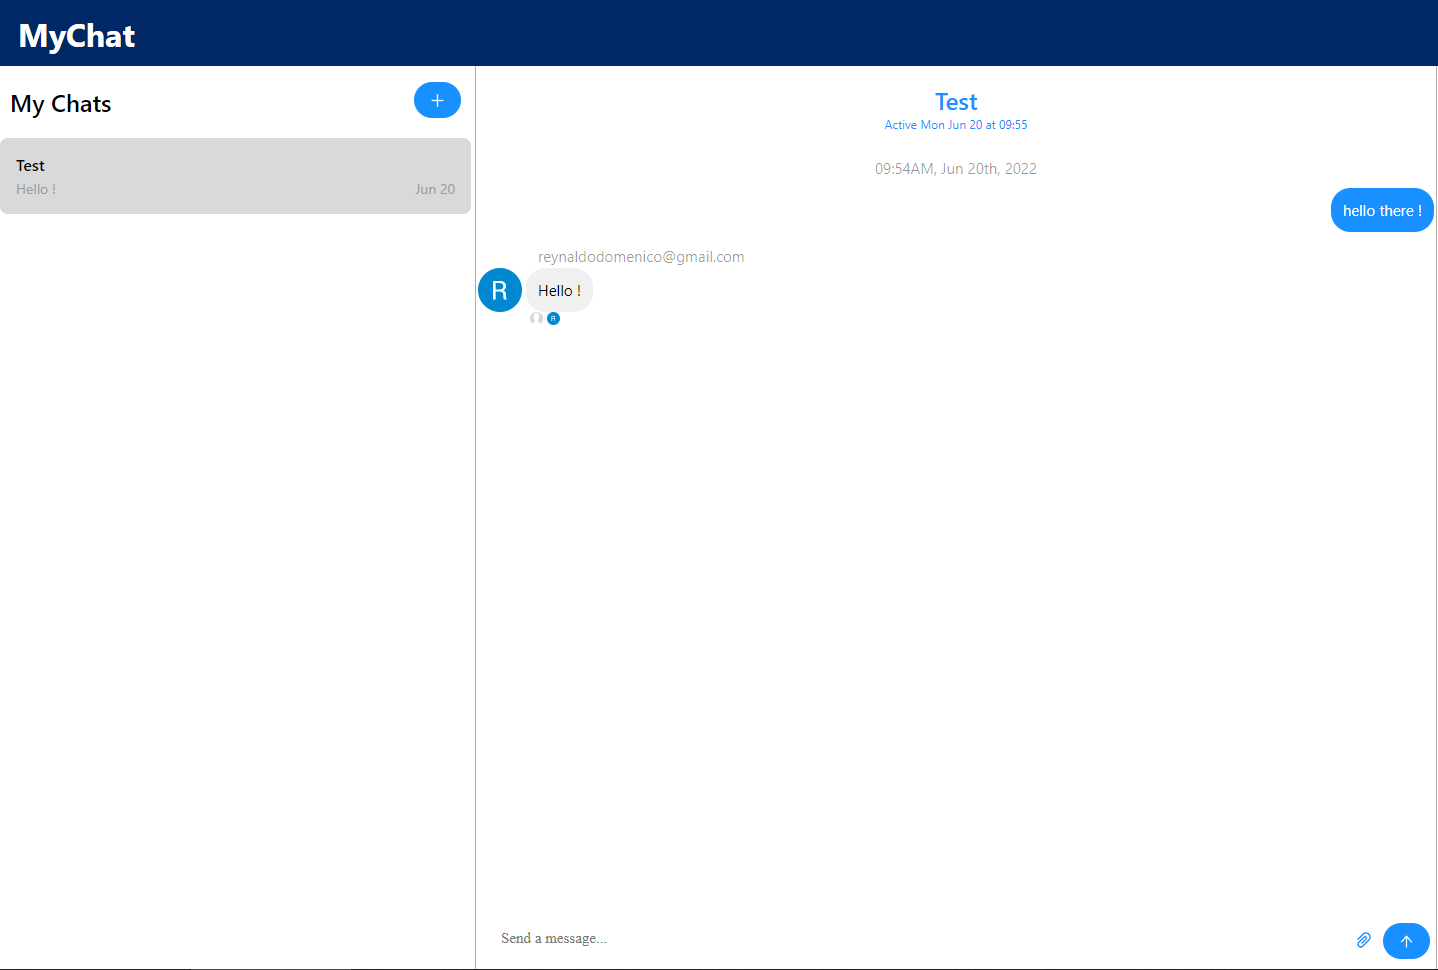 MyChat
My Chats
Test
Hello !
Jun 20
Test
Active Mon Jun 20 at 09:55
09:54AM, Jun 20th, 2022
hello there !
reynaldodomenico@gmail.com
R
Hello !
R
Send a message...